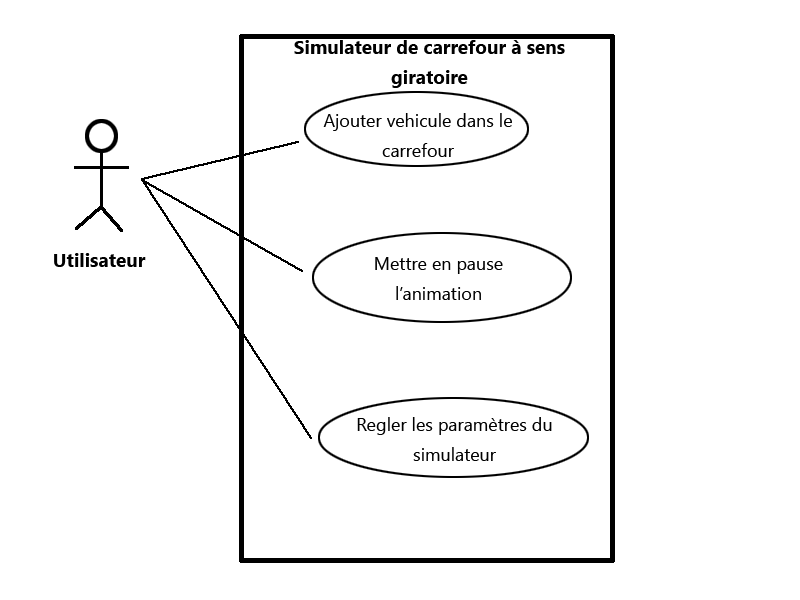 Simulateur de carrefour à sens
giratoire
Ajouter vehicule dans le
carrefour
Utilisateur
Mettre en pause
l’animation
Regler les paramètres du
simulateur